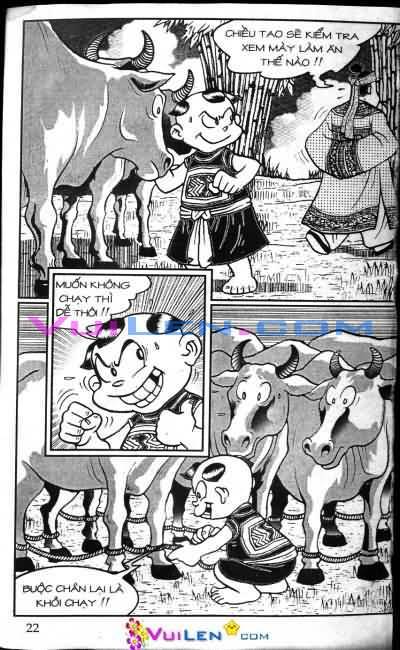 CHIỀU TAO SẼ KIỂM TRA
XEM MÀY LÀM ĂN
THẾ NÀO !!
MUỐN KHÔNG
CHẠY THÌ
DỄ THÔI !!
VuiLen.com
BUỘC CHÂN LẠI LÀ
KHỎI CHẠY !!
22
VuiLen.com